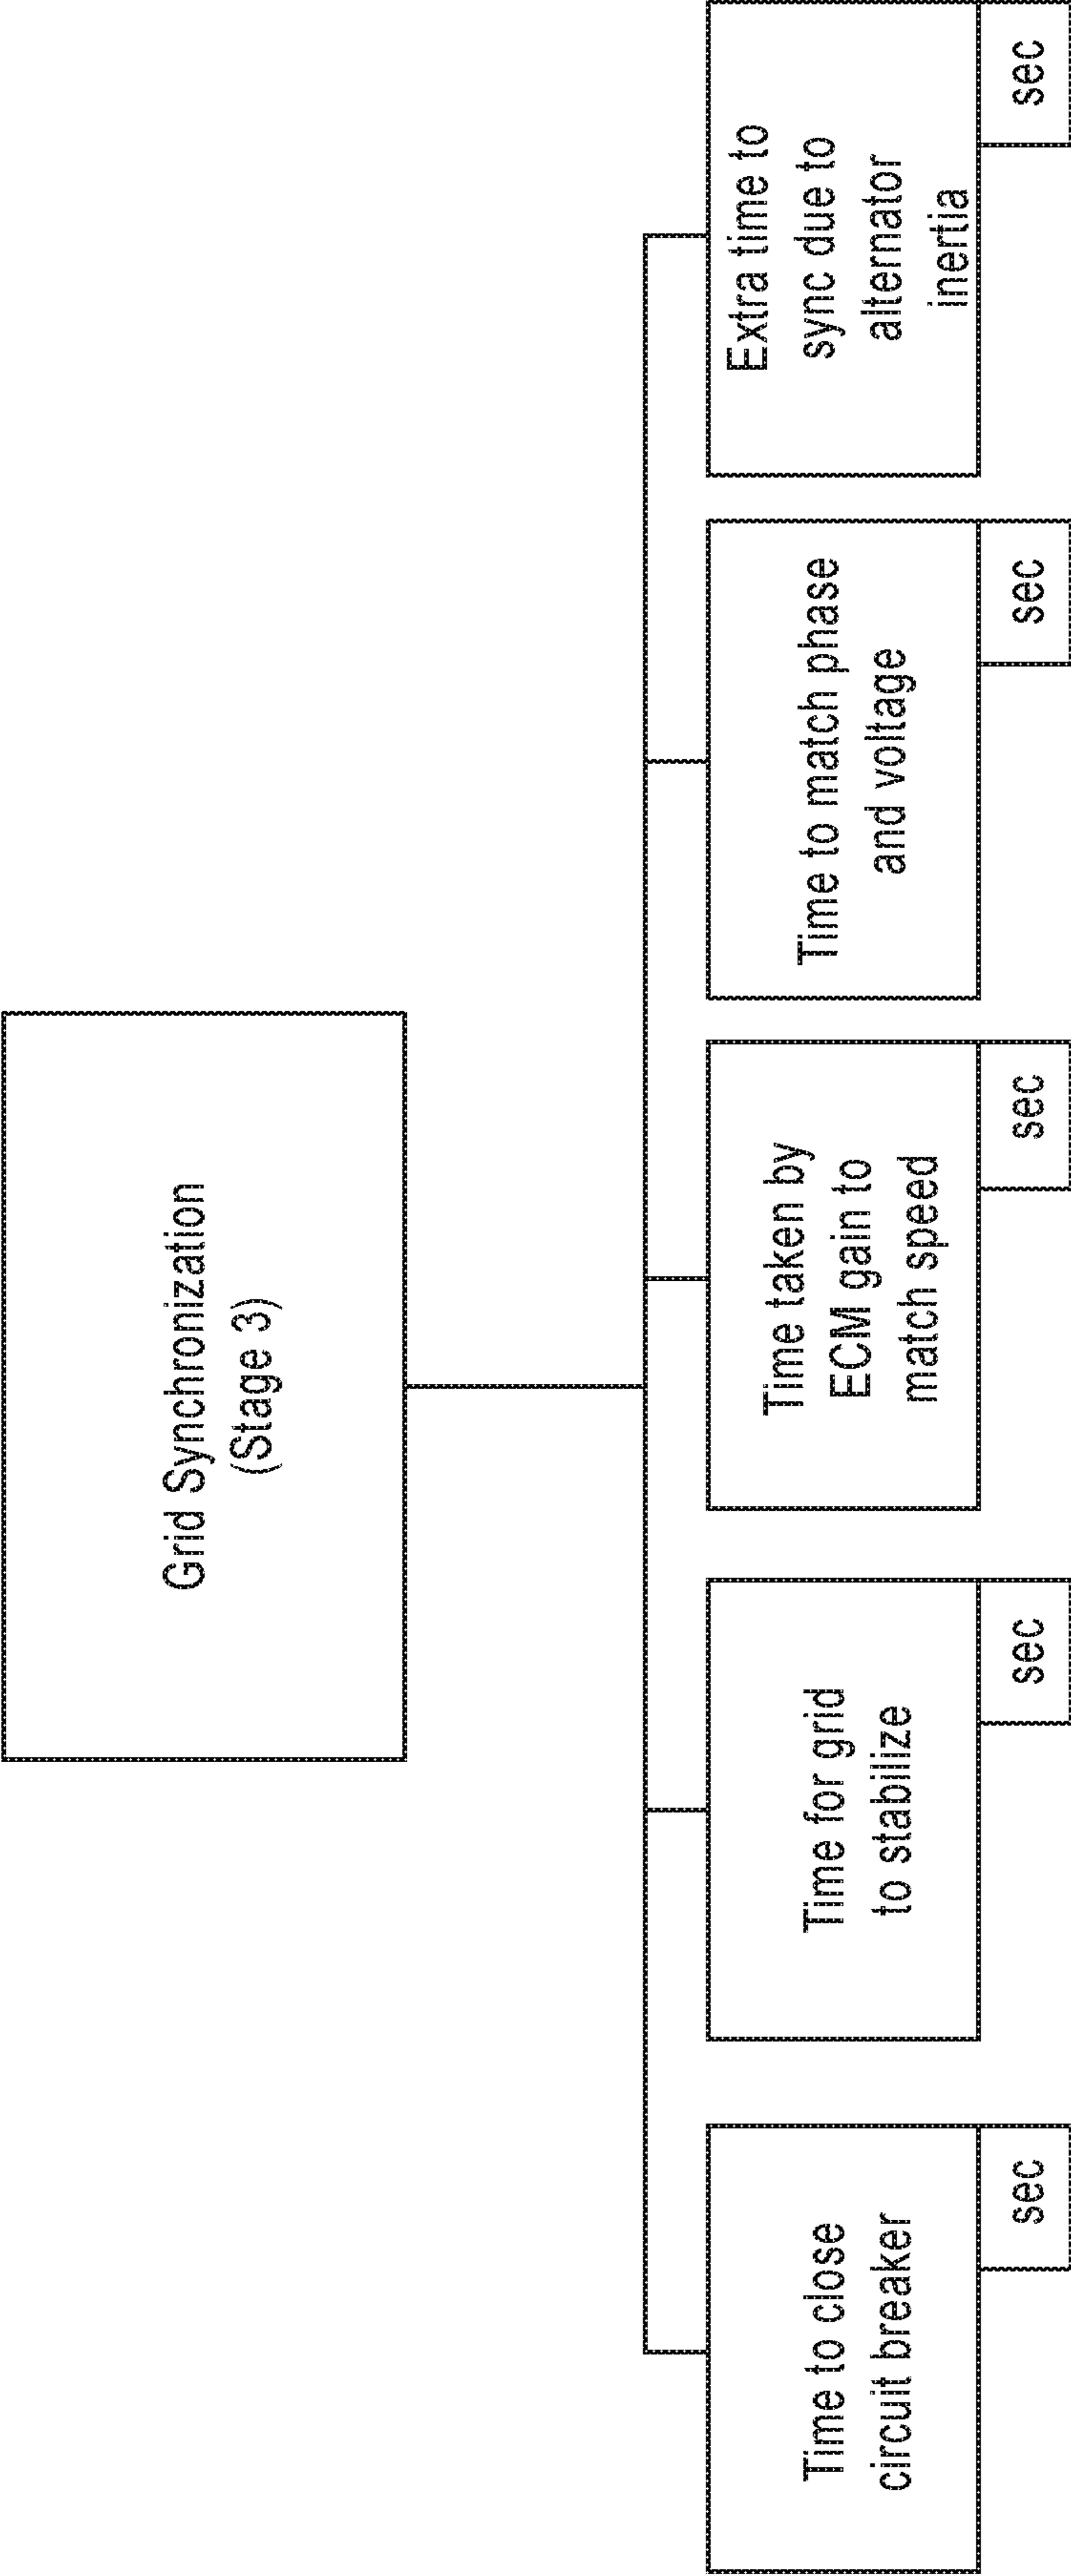 Grid Synchronization
(Stage 3)
Time to close
circuit breaker
sec
Time for grid
to stabilize
sec
Time taken by
ECM gain to
match speed
sec
Time to match phase
and voltage
sec
Extra time to
sync due to
alternator
inertia
sec